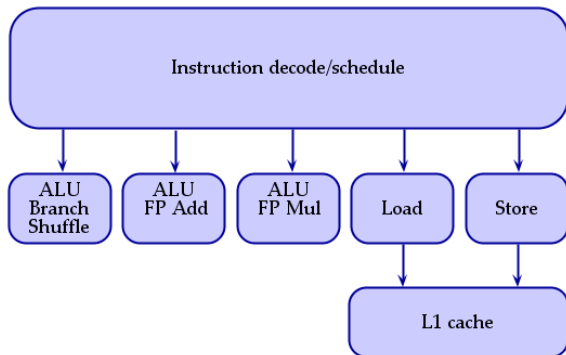 Instruction decode/schedule
ALU
Branch
Shuffle
ALU
FP Add
ALU
FP Mul
Load
Store
L1 cache